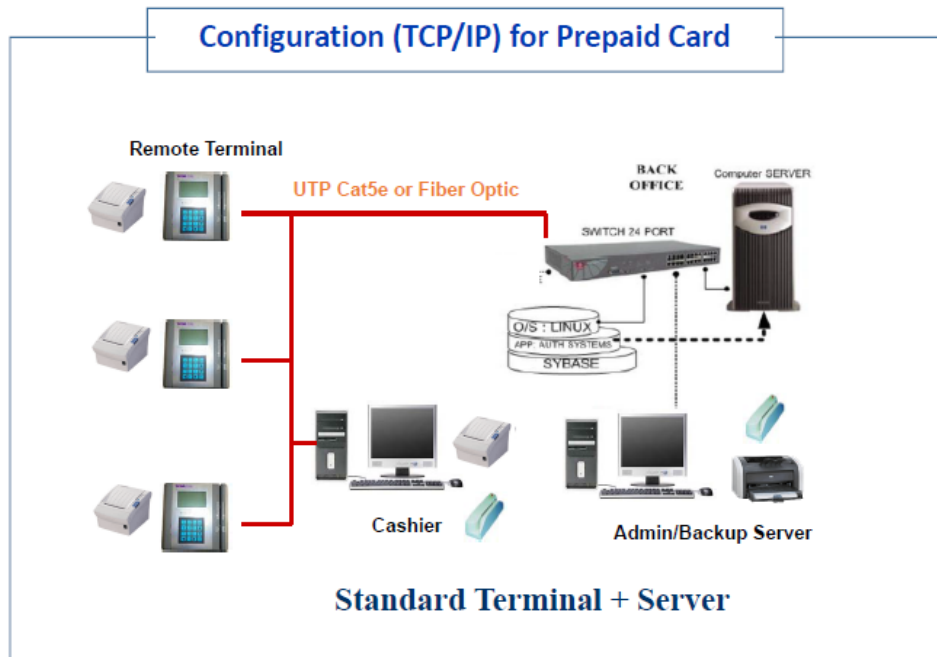 Configuration (TCP/IP) for Prepaid Card
Remote Terminal
UTP Cat5e or Fiber Optic
BACK
OFFICE
Computer SERVER
SWITCH 24 PORT
O/S : LINUX
APP: AUTH SYSTEMS
SYBASE
Cashier
Admin/Backup Server
Standard Terminal + Server